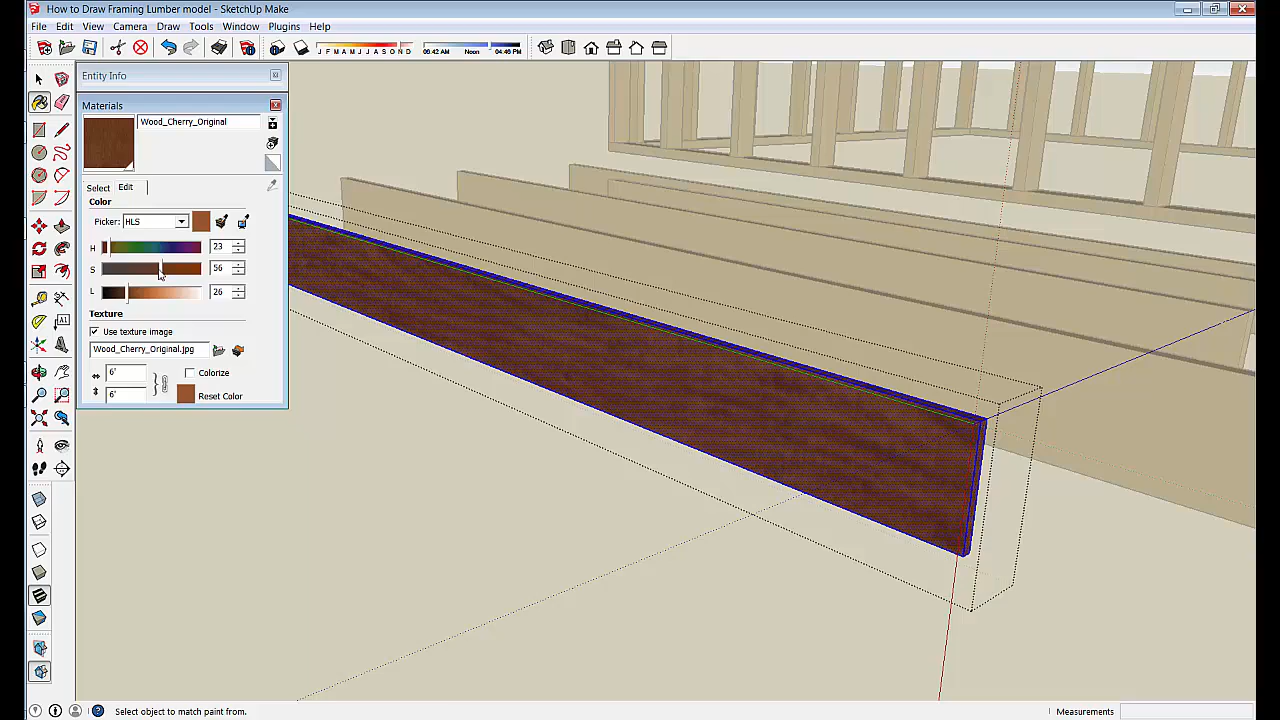 How to Draw Framing Lumber model - SketchUp Make
File Edit View Camera Draw Tools Window Plugins Help
J F M A M J J A S O N D 06:42 AM Noon 04:46 PM
Entity Info
Materials
Wood_Cherry_Original
Select Edit
Color
Picker: HLS
H 23
S 56
L 26
Texture
Use texture image
Wood_Cherry_Original.jpg
6' Colorize
6' Reset Color
A1
Select object to match paint from. Measurements